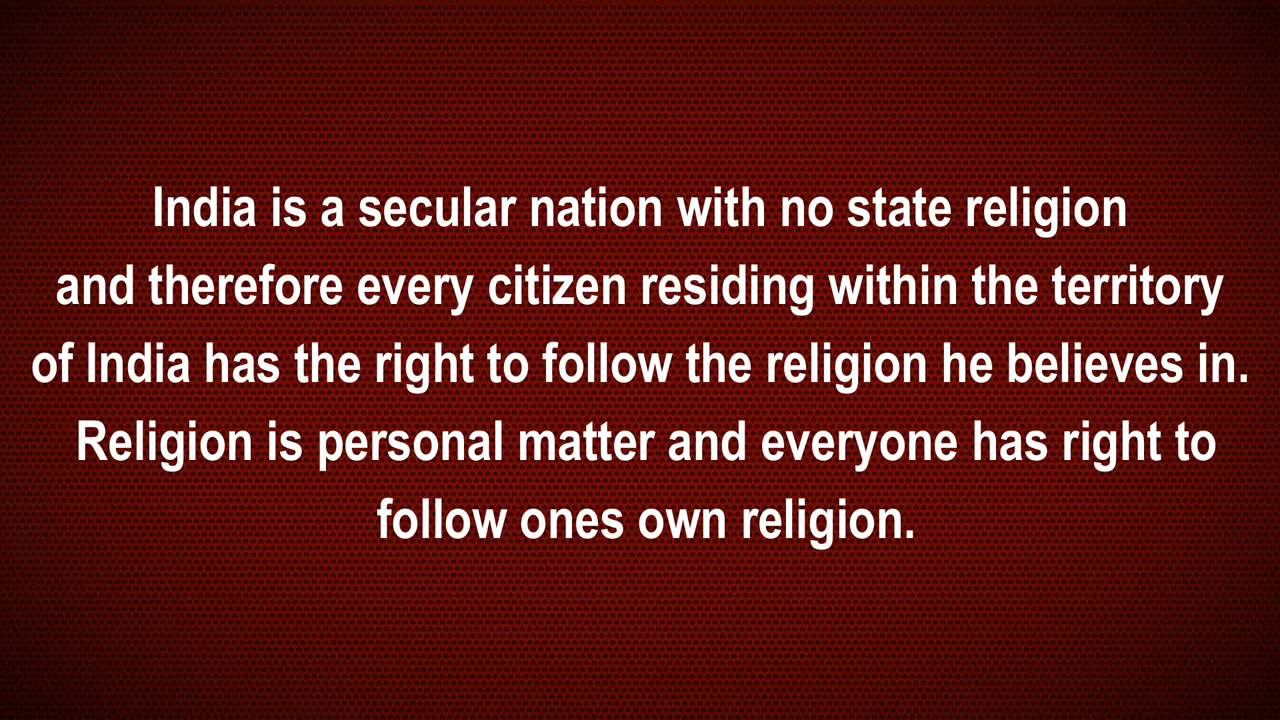 India is a secular nation with no state religion
and therefore every citizen residing within the territory
of India has the right to follow the religion he believes in.
Religion is personal matter and everyone has right to
follow ones own religion.